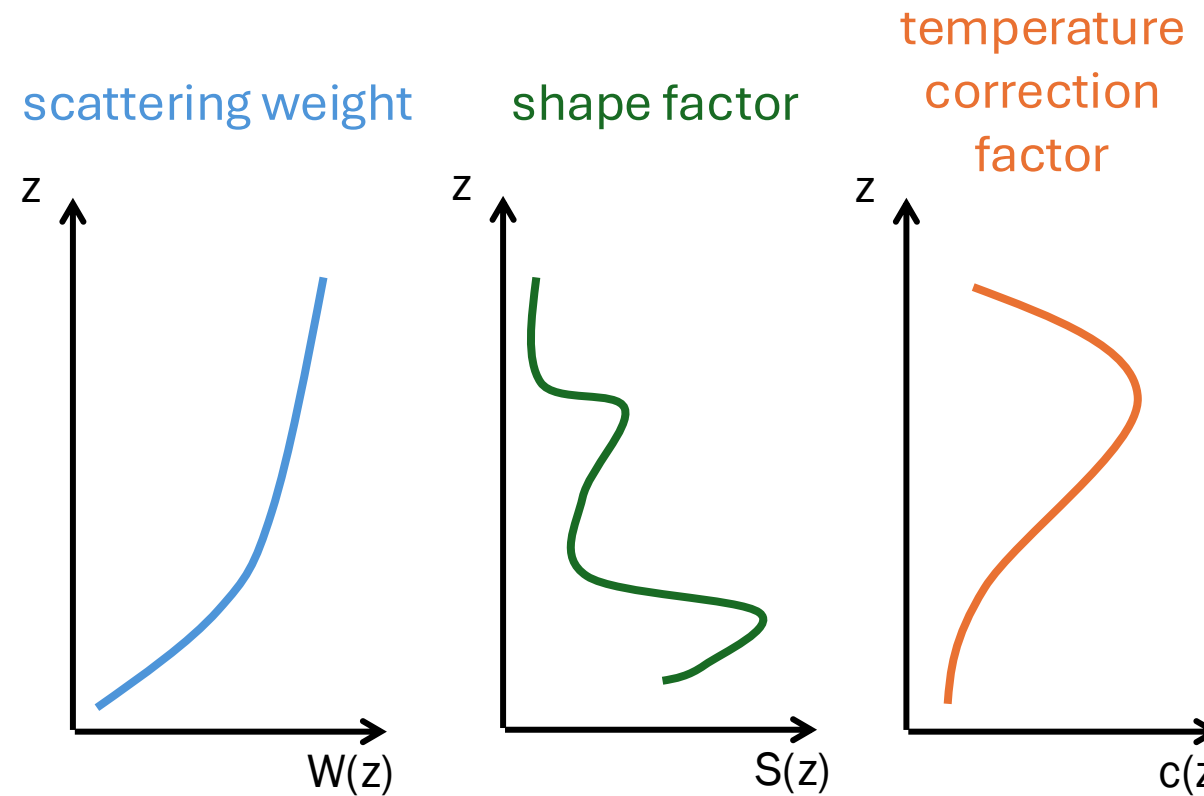 scattering weight
shape factor
temperature
correction
factor
z
z
z
W(z)
S(z)
c(z